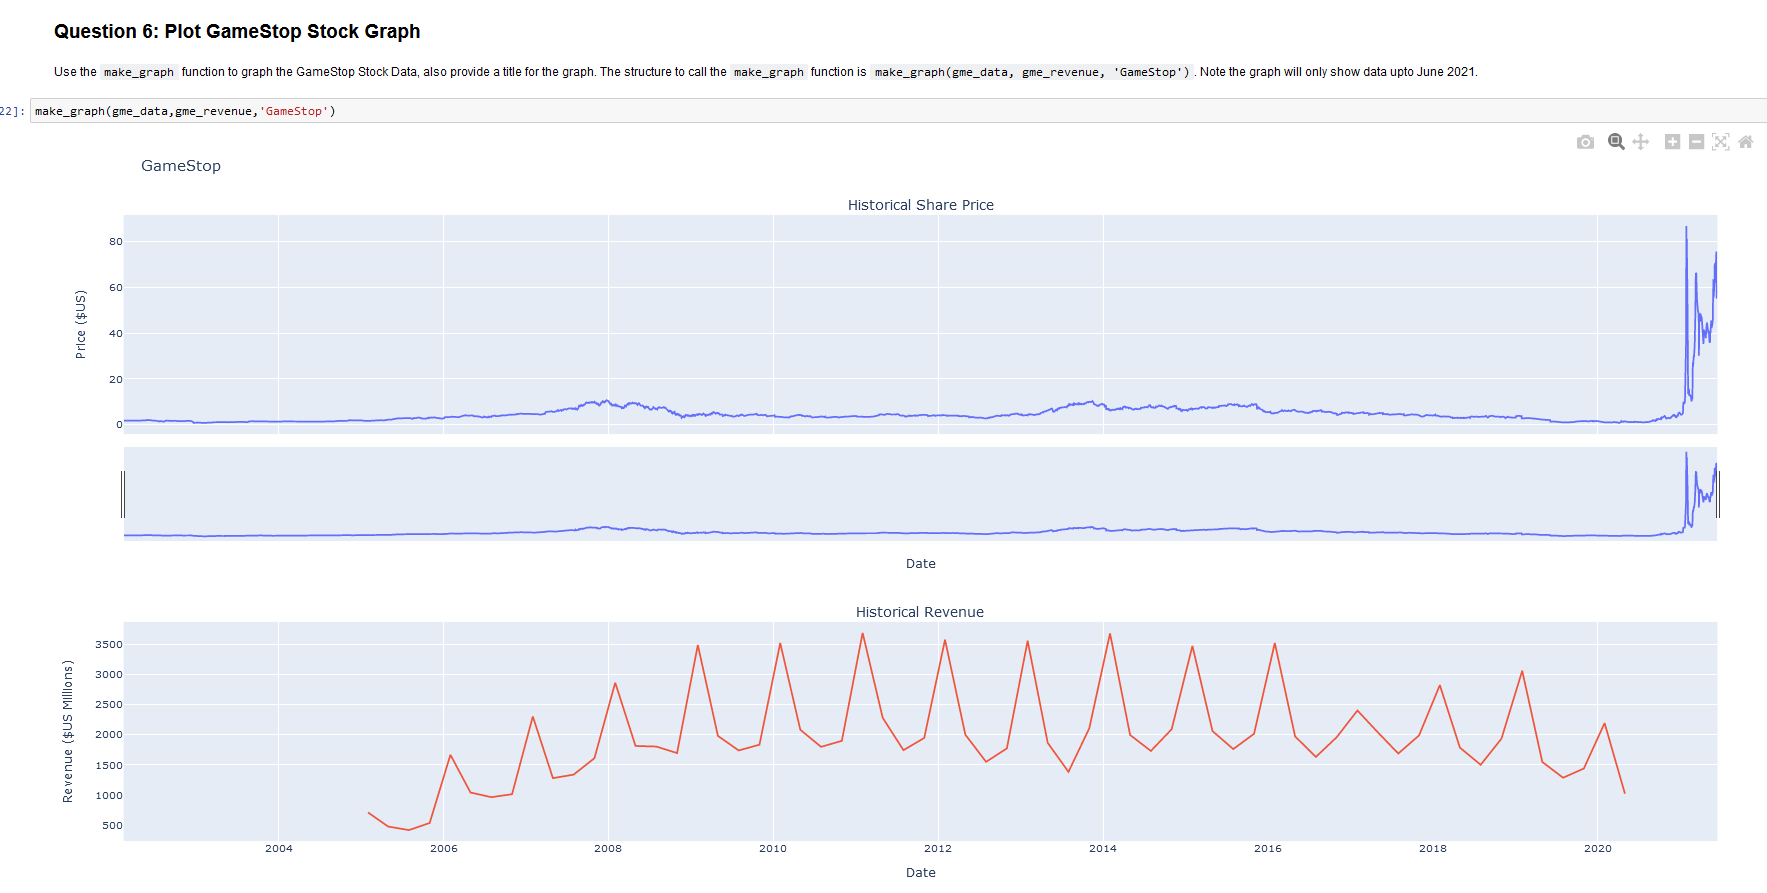 Question 6: Plot GameStop Stock Graph
Use the make_graph function to graph the GameStop Stock Data, also provide a title for the graph. The structure to call the make_graph function is make_graph(gme_data, gme_revenue, 'GameStop'). Note the graph will only show data upto June 2021.
22]: make_graph(gme_data,gme_revenue,'GameStop')
GameStop
Historical Share Price
80
60
40
20
0
Price ($US)
Date
Historical Revenue
3500
3000
2500
2000
1500
1000
500
Revenue ($US Millions)
2004 2006 2008 2010 2012 2014 2016 2018 2020
Date